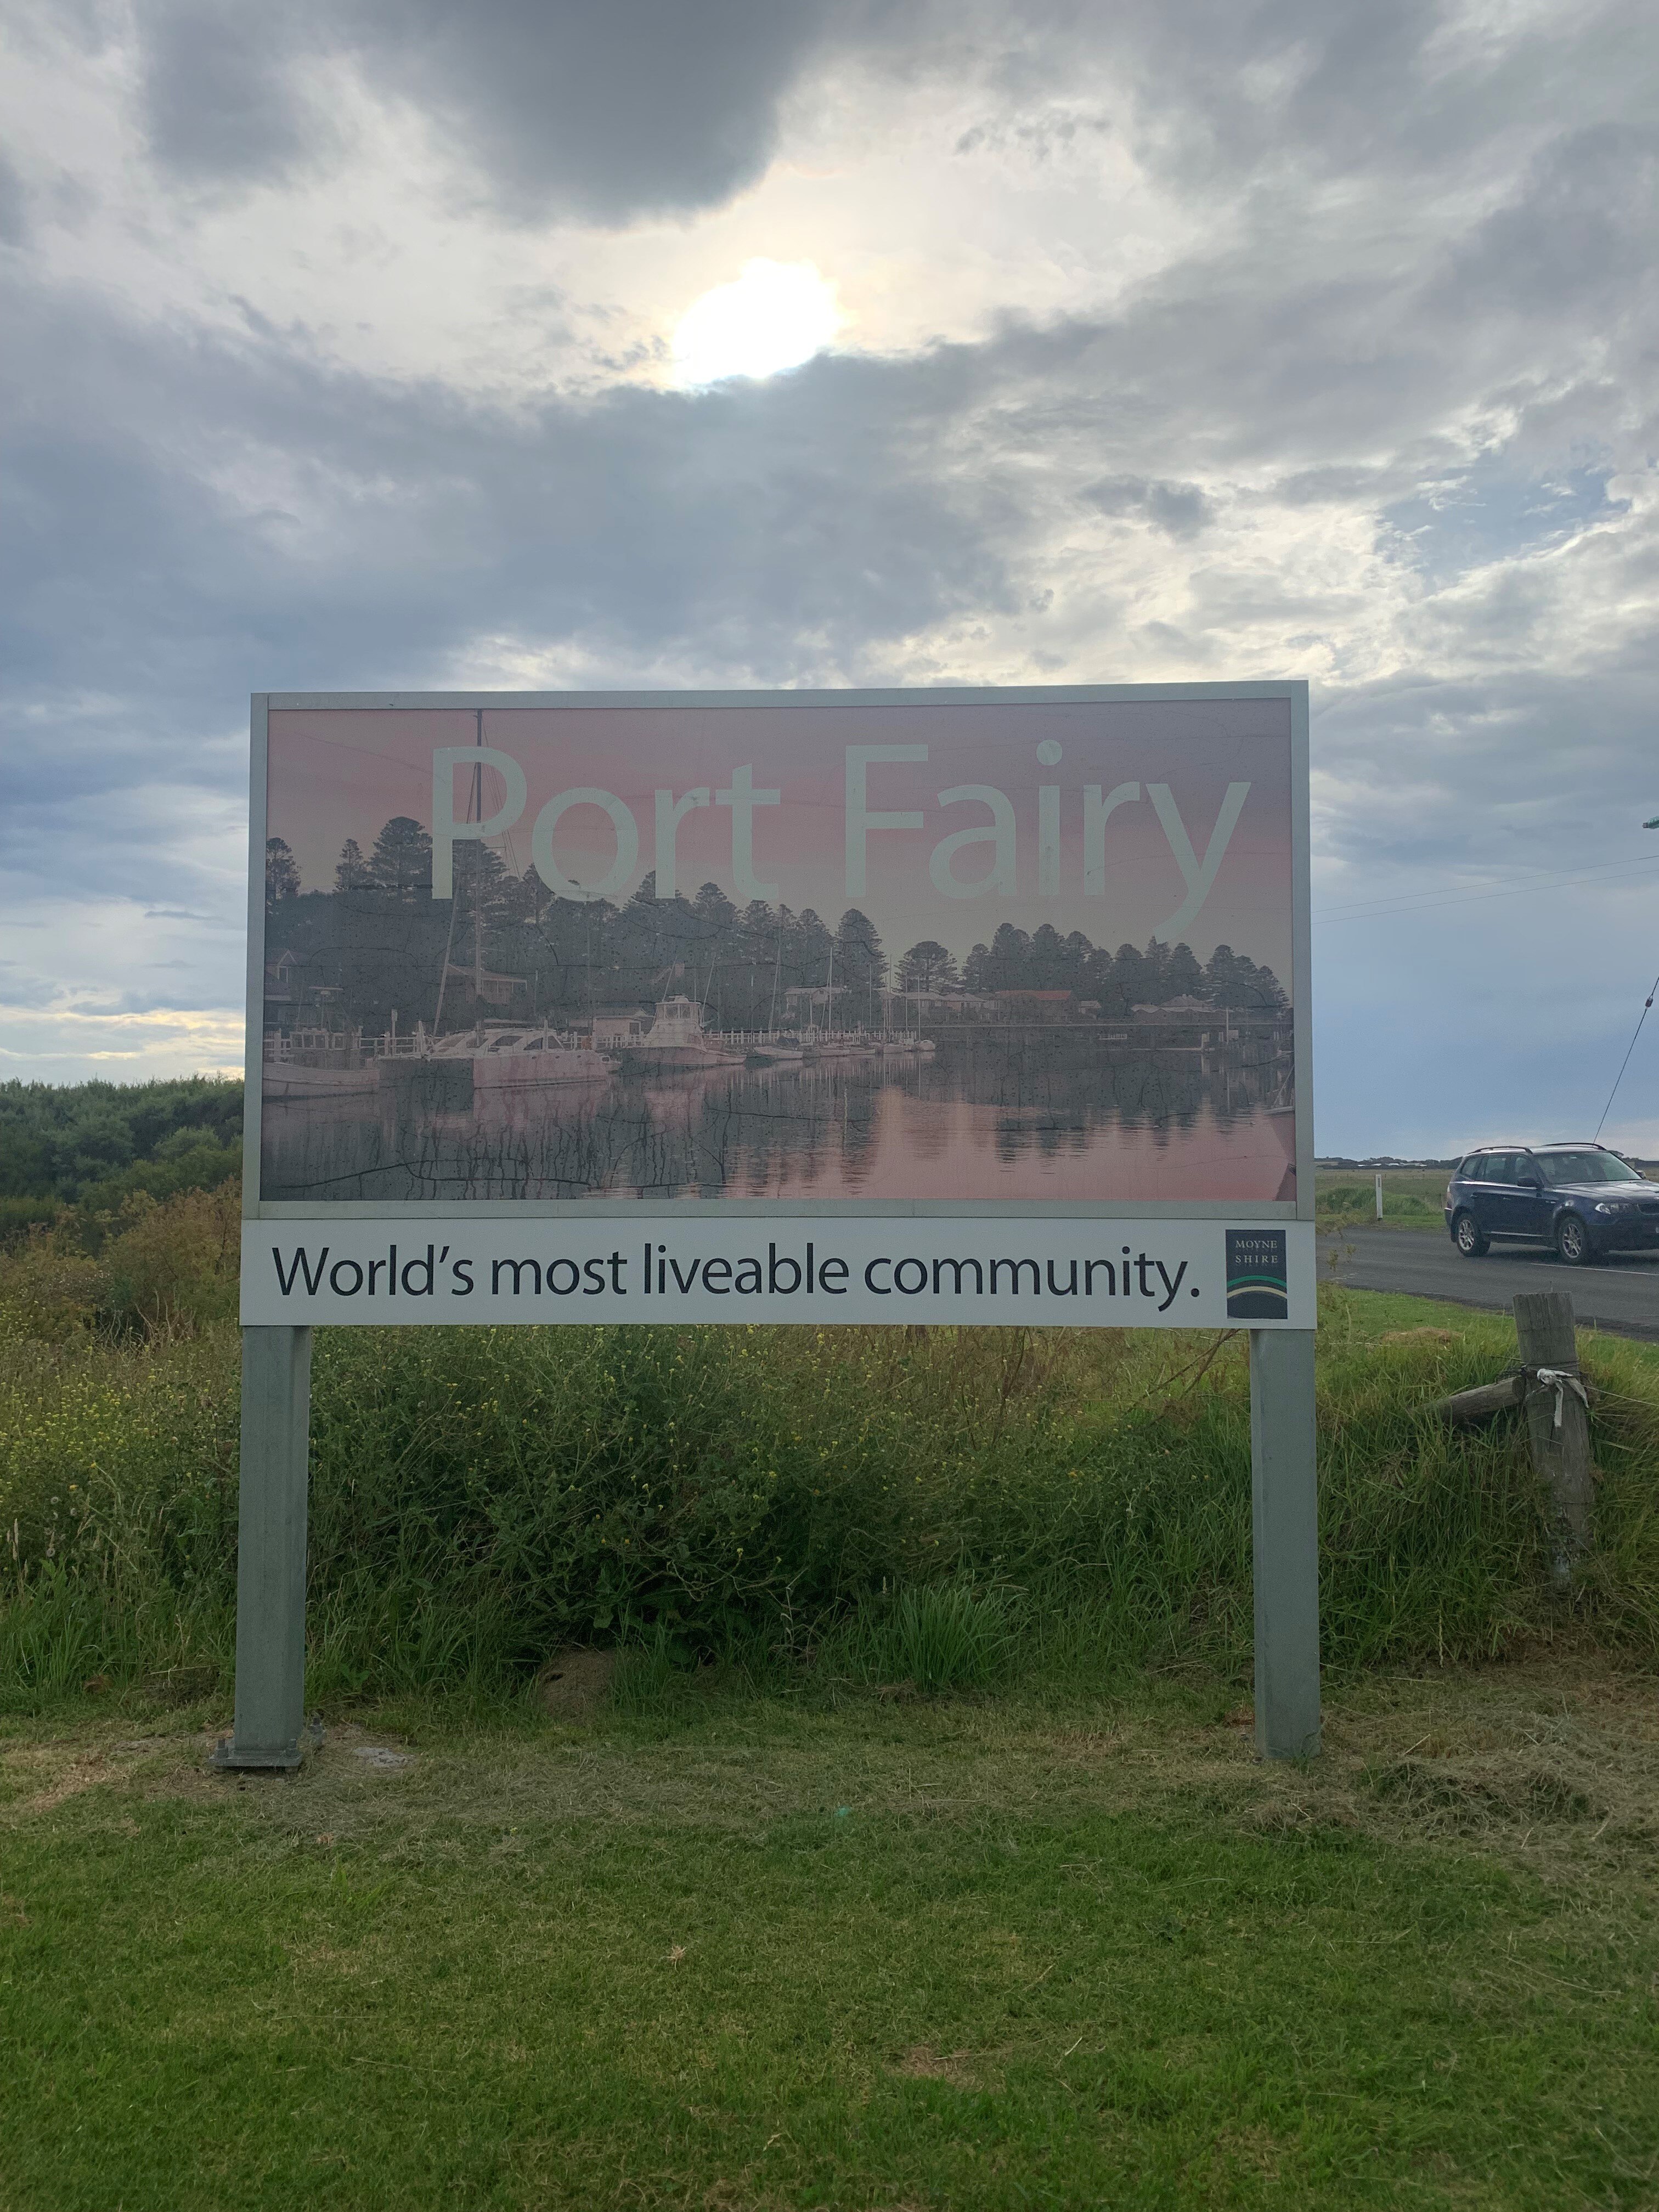 Port Fairy
World's most liveable community.
MOYNE
SHIRE